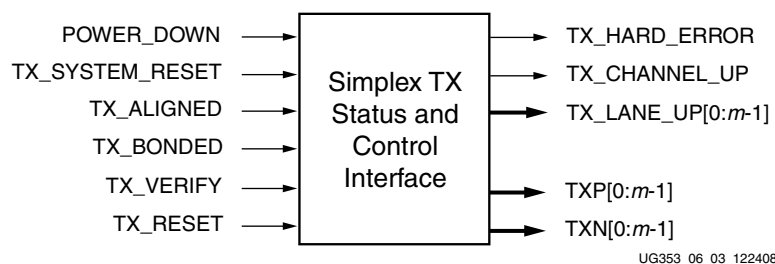 POWER_DOWN
TX_SYSTEM_RESET
TX_ALIGNED
TX_BONDED
TX_VERIFY
TX_RESET
Simplex TX
Status and
Control
Interface
TX_HARD_ERROR
TX_CHANNEL_UP
TX_LANE_UP[0:m-1]
TXP[0:m-1]
TXN[0:m-1]
UG353_06_03_122408